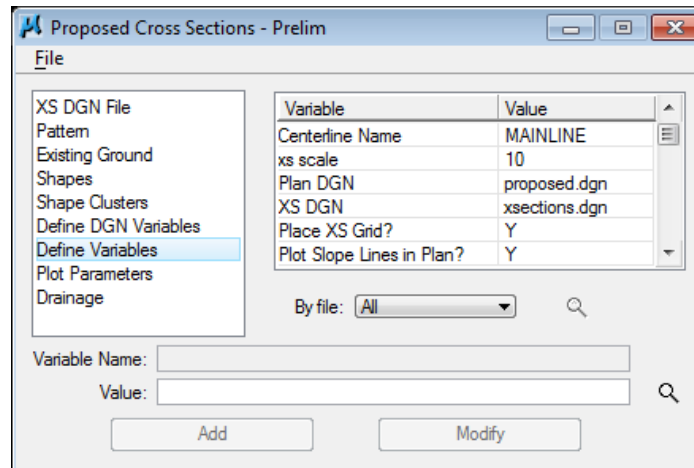 Proposed Cross Sections - Prelim
File
XS DGN File
Pattern
Existing Ground
Shapes
Shape Clusters
Define DGN Variables
Define Variables
Plot Parameters
Drainage
Variable Value
Centerline Name MAINLINE
xs scale 10
Plan DGN proposed.dgn
XS DGN xsections.dgn
Place XS Grid? Y
Plot Slope Lines in Plan? Y
By file: All
Variable Name:
Value:
Add Modify